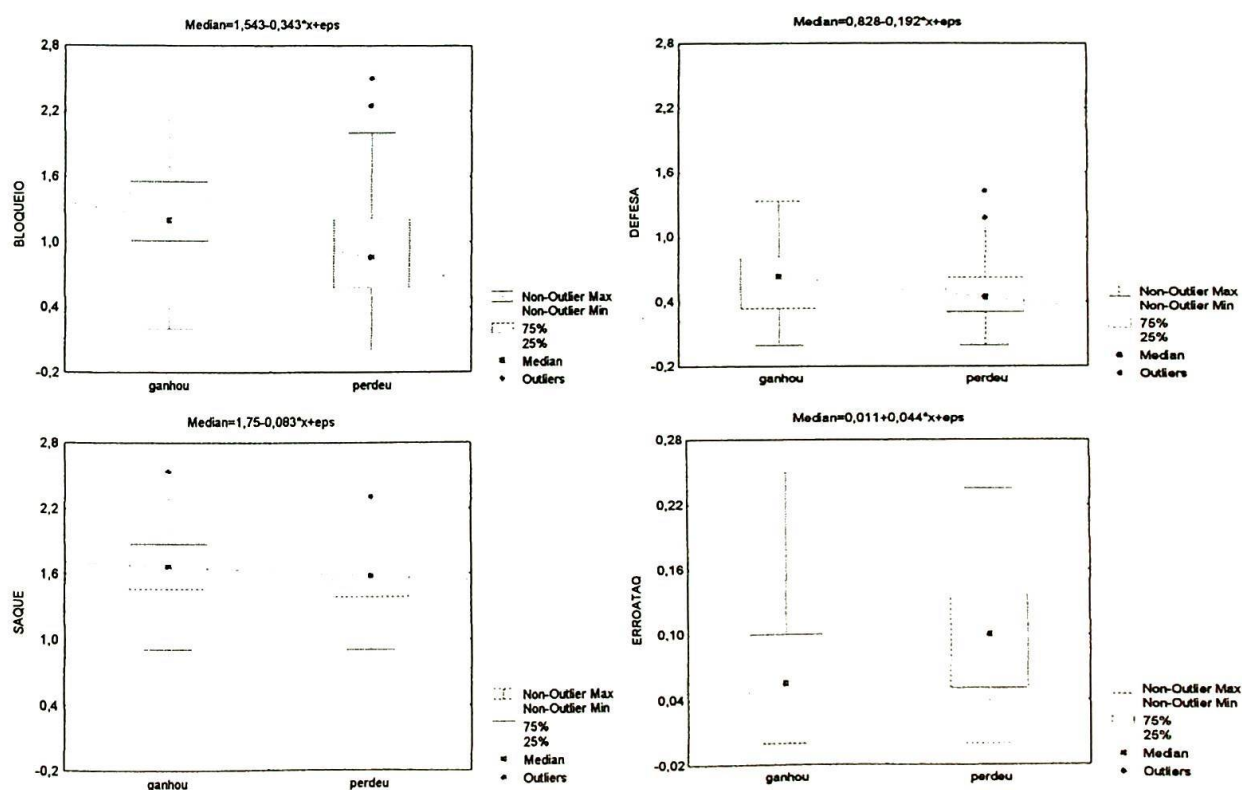 Median=1,543-0,343*x+eps
2,8
2,2
1,6
1,0
0,4
-0,2
BLOQUEIO
ganhou
perdeu
Non-Outlier Max
Non-Outlier Min
75%
25%
Median
Outliers
Median=0,828-0,192*x+eps
2,8
2,2
1,6
1,0
0,4
-0,2
DEFESA
ganhou
perdeu
Non-Outlier Max
Non-Outlier Min
75%
25%
Median
Outliers
Median=1,75-0,083*x+eps
2,8
2,2
1,6
1,0
0,4
-0,2
SAQUE
ganhou
perdeu
Non-Outlier Max
Non-Outlier Min
75%
25%
Median
Outliers
Median=0,011+0,044*x+eps
0,28
0,22
0,16
0,10
0,04
-0,02
ERROATAQ
ganhou
perdeu
Non-Outlier Max
Non-Outlier Min
75%
25%
Median
Outliers